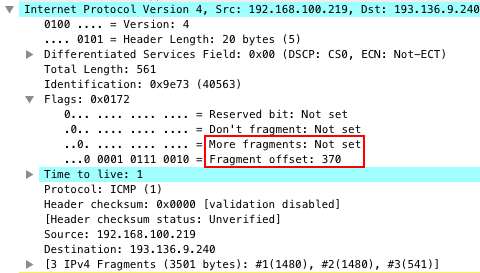 Internet Protocol Version 4, Src: 192.168.100.219, Dst: 193.136.9.240
0100 .... = Version: 4
.... 0101 = Header Length: 20 bytes (5)
Differentiated Services Field: 0x00 (DSCP: CS0, ECN: Not-ECT)
Total Length: 561
Identification: 0x9e73 (40563)
Flags: 0x0172
0... .... .... .... = Reserved bit: Not set
.0.. .... .... .... = Don't fragment: Not set
..0. .... .... .... = More fragments: Not set
...0 0001 0111 0010 = Fragment offset: 370
Time to live: 1
Protocol: ICMP (1)
Header checksum: 0x0000 [validation disabled]
[Header checksum status: Unverified]
Source: 192.168.100.219
Destination: 193.136.9.240
[3 IPv4 Fragments (3501 bytes): #1(1480), #2(1480), #3(541)]